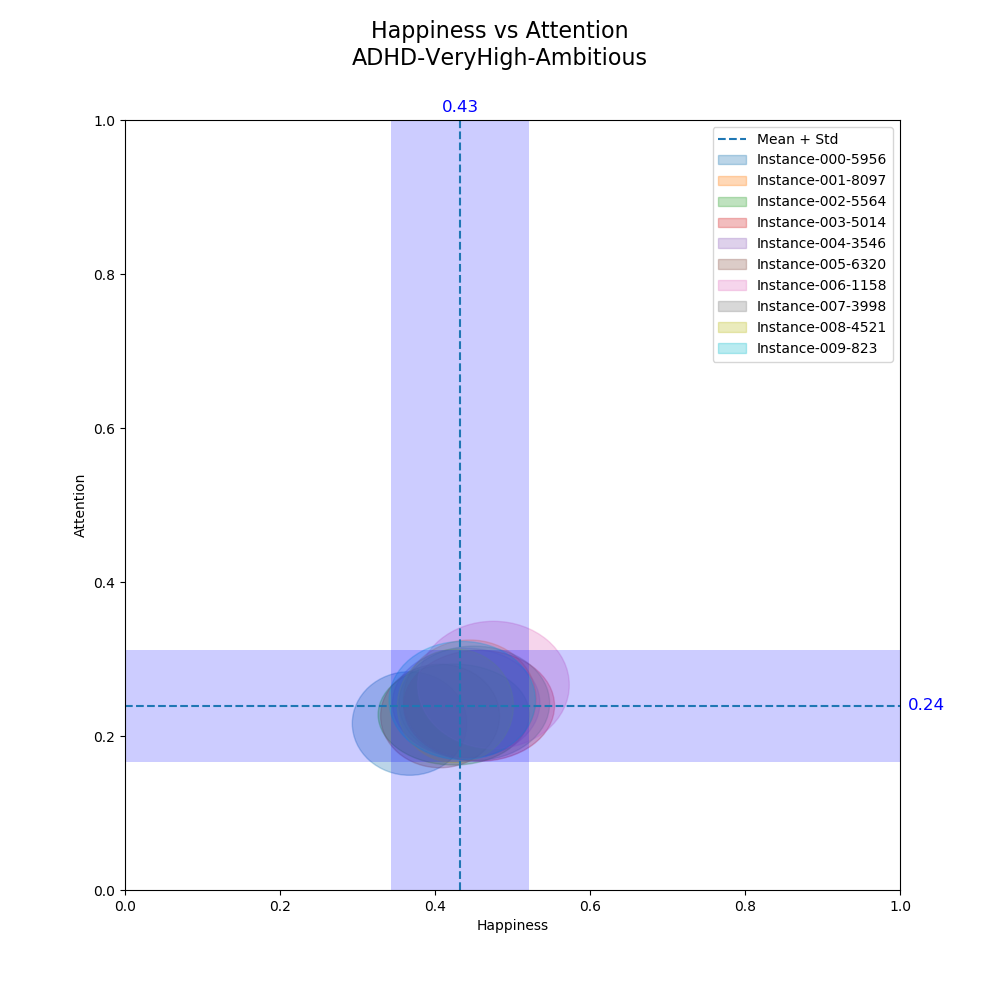 Happiness vs Attention
ADHD-VeryHigh-Ambitious
0.43
1.0
0.8
0.6
0.4
0.2
0.0
Attention
Mean + Std
Instance-000-5956
Instance-001-8097
Instance-002-5564
Instance-003-5014
Instance-004-3546
Instance-005-6320
Instance-006-1158
Instance-007-3998
Instance-008-4521
Instance-009-823
0.24
0.0 0.2 0.4 0.6 0.8 1.0
Happiness